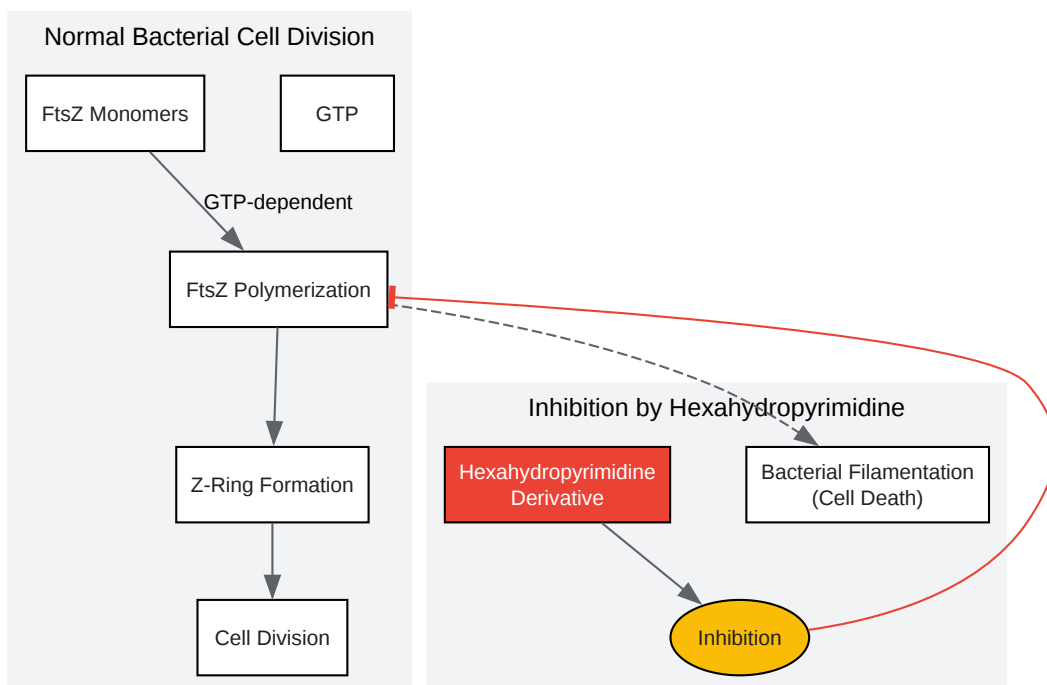 Normal Bacterial Cell Division
FtsZ Monomers
GTP
GTP-dependent
FtsZ Polymerization
Z-Ring Formation
Cell Division
Inhibition by Hexahydropyrimidine
Hexahydropyrimidine
Derivative
Bacterial Filamentation
(Cell Death)
Inhibition